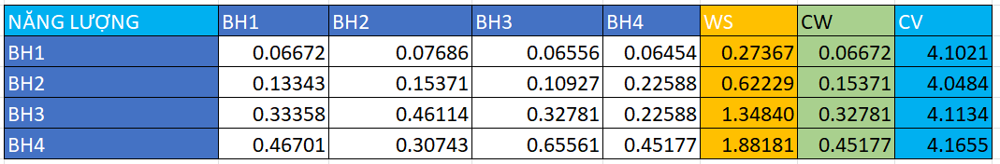 NĂNG LƯỢNG BH1 BH2 BH3 BH4 WS CW CV
BH1 0.06672 0.07686 0.06556 0.06454 0.27367 0.06672 4.1021
BH2 0.13343 0.15371 0.10927 0.22588 0.62229 0.15371 4.0484
BH3 0.33358 0.46114 0.32781 0.22588 1.34840 0.32781 4.1134
BH4 0.46701 0.30743 0.65561 0.45177 1.88181 0.45177 4.1655